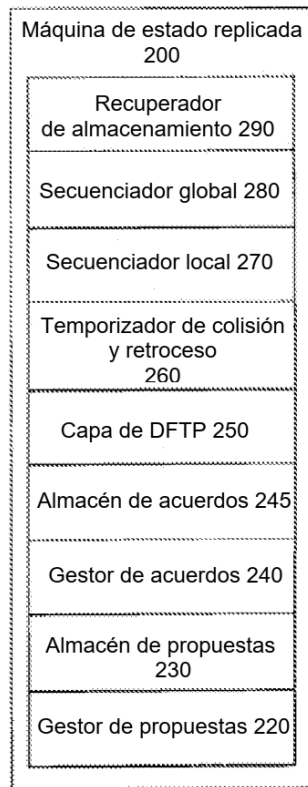 Máquina de estado replicada
200
Recuperador
de almacenamiento 290
Secuenciador global 280
Secuenciador local 270
Temporizador de colisión
y retroceso
260
Capa de DFTP 250
Almacén de acuerdos 245
Gestor de acuerdos 240
Almacén de propuestas
230
Gestor de propuestas 220